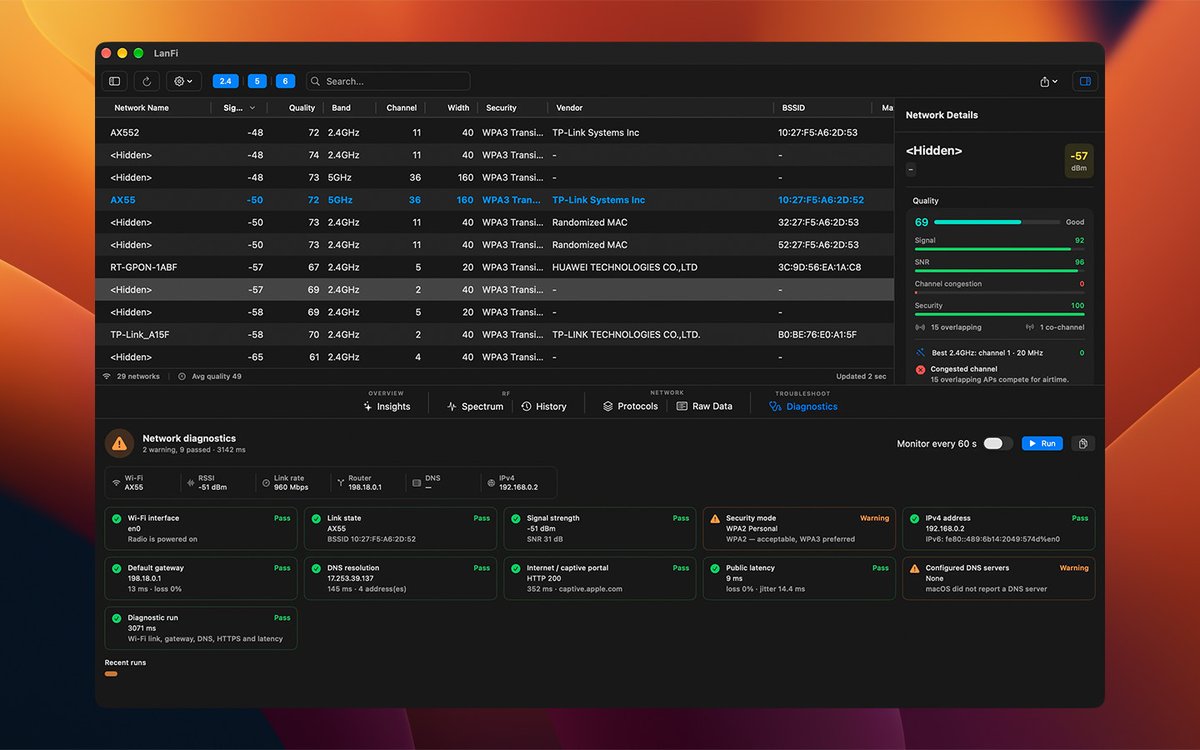 LanFi
2.4 5 6 Search...
Network Name Sig... Quality Band Channel Width Security Vendor BSSID Ma
AX552 -48 72 2.4GHz 11 40 WPA3 Transi... TP-Link Systems Inc 10:27:F5:A6:2D:53
<Hidden> -48 74 2.4GHz 11 40 WPA3 Transi... - -
<Hidden> -48 73 5GHz 36 160 WPA3 Transi... - -
AX55 -50 72 5GHz 36 160 WPA3 Tran... TP-Link Systems Inc 10:27:F5:A6:2D:52
<Hidden> -50 73 2.4GHz 11 40 WPA3 Transi... Randomized MAC 32:27:F5:A6:2D:53
<Hidden> -50 73 2.4GHz 11 40 WPA3 Transi... Randomized MAC 52:27:F5:A6:2D:53
RT-GPON-1ABF -57 67 2.4GHz 5 20 WPA3 Transi... HUAWEI TECHNOLOGIES CO.,LTD 3C:9D:56:EA:1A:C8
<Hidden> -57 69 2.4GHz 2 40 WPA3 Transi... - -
<Hidden> -58 69 2.4GHz 5 20 WPA3 Transi... - -
TP-Link_A15F -58 70 2.4GHz 2 40 WPA3 Transi... TP-LINK TECHNOLOGIES CO.,LTD. B0:BE:76:E0:A1:5F
<Hidden> -65 61 2.4GHz 4 40 WPA3 Transi... - -
29 networks Avg quality 49 Updated 2 sec
Network Details
<Hidden>
-
-57
dBm
Quality
69 Good
Signal 92
SNR 96
Channel congestion 0
Security 100
15 overlapping 1 co-channel
Best 2.4GHz: channel 1 · 20 MHz 0
Congested channel
15 overlapping APs compete for airtime.
OVERVIEW RF NETWORK TROUBLESHOOT
Insights Spectrum History Protocols Raw Data Diagnostics
Network diagnostics
2 warning, 9 passed · 3142 ms
Monitor every 60 s Run
Wi-Fi RSSI Link rate Router DNS IPv4
AX55 -51 dBm 960 Mbps 198.18.0.1 — 192.168.0.2
Wi-Fi interface Pass
en0
Radio is powered on
Link state Pass
AX55
BSSID 10:27:F5:A6:2D:52
Signal strength Pass
-51 dBm
SNR 31 dB
Security mode Warning
WPA2 Personal
WPA2 — acceptable, WPA3 preferred
IPv4 address Pass
192.168.0.2
IPv6: fe80::489:6b14:2049:574d%en0
Default gateway Pass
198.18.0.1
13 ms · loss 0%
DNS resolution Pass
17.253.39.137
145 ms · 4 address(es)
Internet / captive portal Pass
HTTP 200
352 ms · captive.apple.com
Public latency Pass
9 ms
loss 0% · jitter 14.4 ms
Configured DNS servers Warning
None
macOS did not report a DNS server
Diagnostic run Pass
3071 ms
Wi-Fi link, gateway, DNS, HTTPS and latency
Recent runs